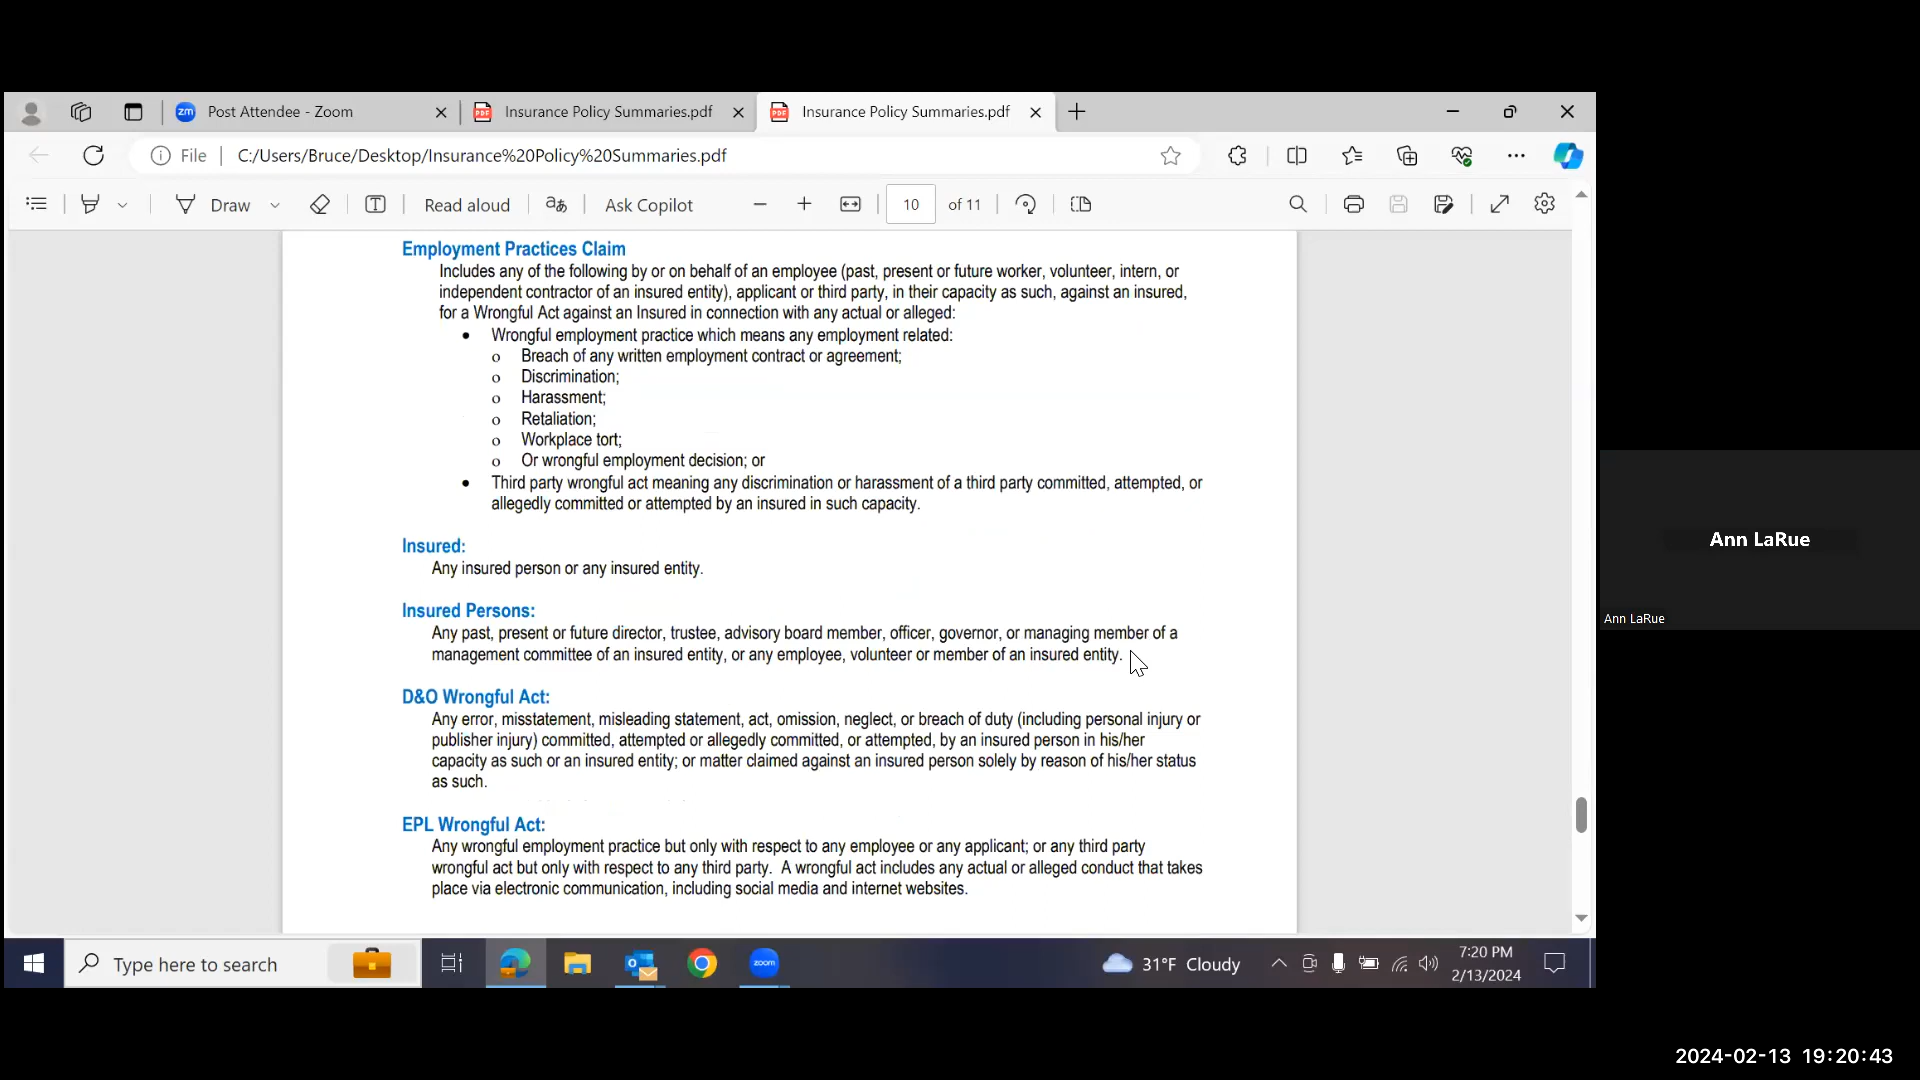 Post Attendee - Zoom
Insurance Policy Summaries.pdf
Insurance Policy Summaries.pdf
File
C:/Users/Bruce/Desktop/Insurance%20Policy%20Summaries.pdf
Draw
Read aloud
aあ
Ask Copilot
10 of 11
Employment Practices Claim
Includes any of the following by or on behalf of an employee (past, present or future worker, volunteer, intern, or
independent contractor of an insured entity), applicant or third party, in their capacity as such, against an insured,
for a Wrongful Act against an Insured in connection with any actual or alleged:
• Wrongful employment practice which means any employment related:
o Breach of any written employment contract or agreement;
o Discrimination;
o Harassment;
o Retaliation;
o Workplace tort;
o Or wrongful employment decision; or
• Third party wrongful act meaning any discrimination or harassment of a third party committed, attempted, or
allegedly committed or attempted by an insured in such capacity.
Insured:
Any insured person or any insured entity.
Insured Persons:
Any past, present or future director, trustee, advisory board member, officer, governor, or managing member of a
management committee of an insured entity, or any employee, volunteer or member of an insured entity.
D&O Wrongful Act:
Any error, misstatement, misleading statement, act, omission, neglect, or breach of duty (including personal injury or
publisher injury) committed, attempted or allegedly committed, or attempted, by an insured person in his/her
capacity as such or an insured entity; or matter claimed against an insured person solely by reason of his/her status
as such.
EPL Wrongful Act:
Any wrongful employment practice but only with respect to any employee or any applicant; or any third party
wrongful act but only with respect to any third party. A wrongful act includes any actual or alleged conduct that takes
place via electronic communication, including social media and internet websites.
Type here to search
zoom
31°F Cloudy
7:20 PM
2/13/2024
Ann LaRue
Ann LaRue
2024-02-13 19:20:43